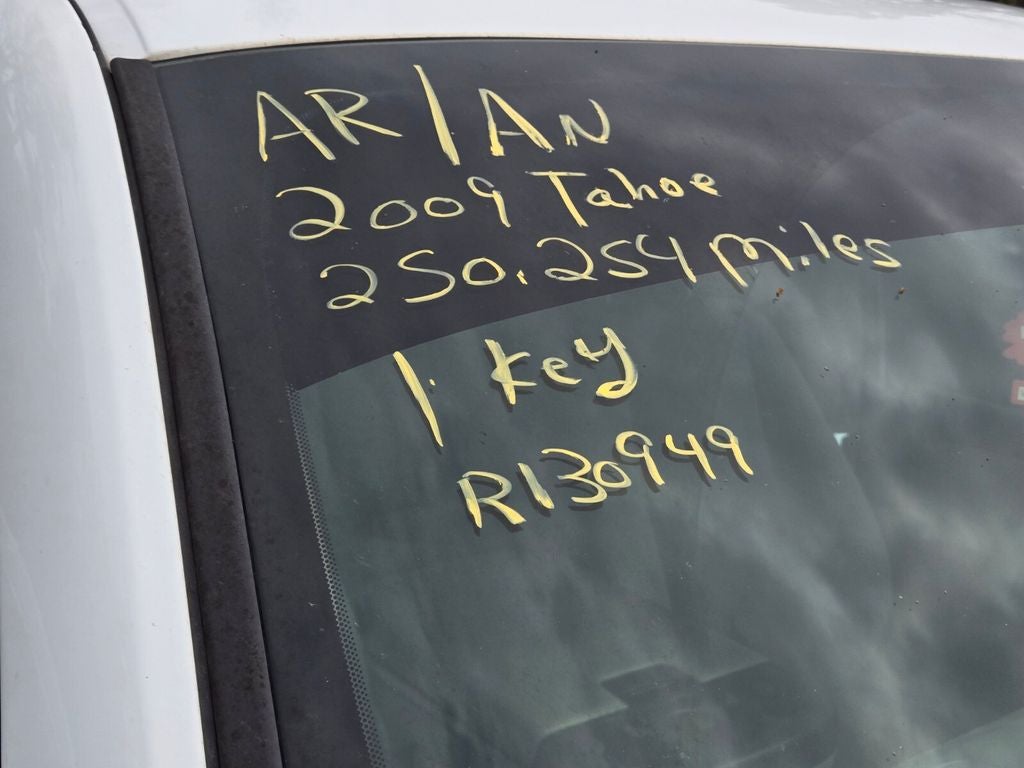 AR/AN
2009 Tahoe
250.254 miles
1 key
R130949